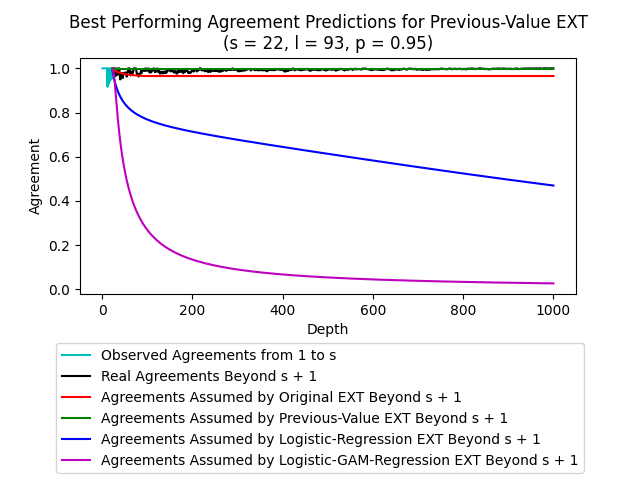 Best Performing Agreement Predictions for Previous-Value EXT
(s = 22, l = 93, p = 0.95)
1.0
0.8
0.6
0.4
0.2
0.0
Agreement
0 200 400 600 800 1000
Depth
Observed Agreements from 1 to s
Real Agreements Beyond s + 1
Agreements Assumed by Original EXT Beyond s + 1
Agreements Assumed by Previous-Value EXT Beyond s + 1
Agreements Assumed by Logistic-Regression EXT Beyond s + 1
Agreements Assumed by Logistic-GAM-Regression EXT Beyond s + 1